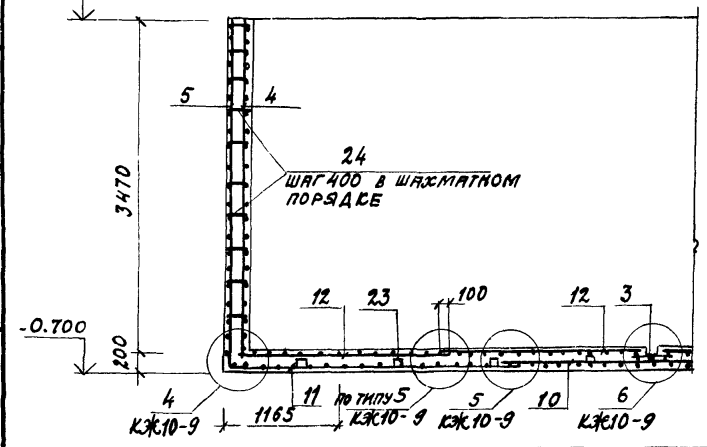 5 4
24
ШАГ 400 В ШАХМАТНОМ
ПОРЯДКЕ
3470
12 23 100 12 3
-0.700
200
4
КЖ10-9
1165
11
ПО ТИПУ 5
КЖ10-9
5
КЖ10-9
10
6
КЖ10-9